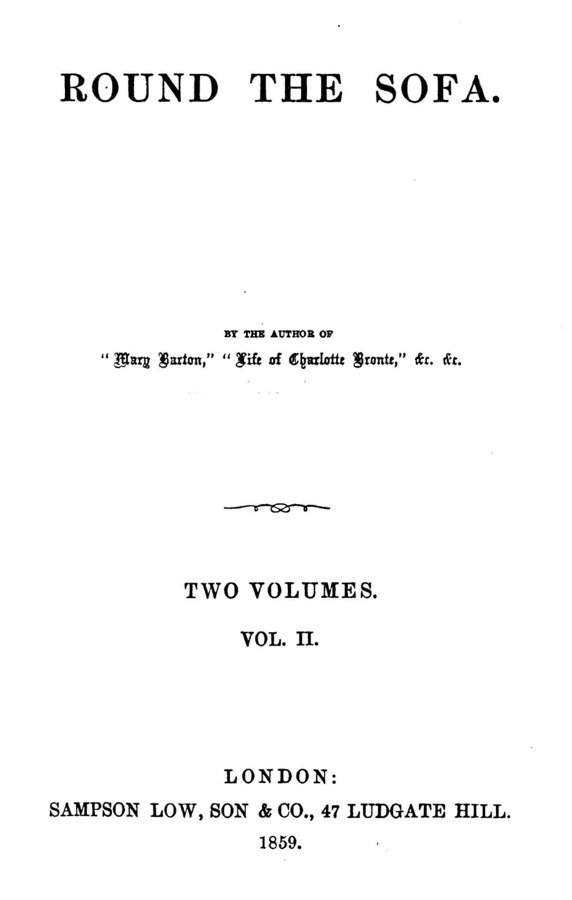 ROUND THE SOFA.
BY THE AUTHOR OF
“ Mary Barton,” “ Life of Charlotte Bronte,” &c. &c.
TWO VOLUMES.
VOL. II.
LONDON:
SAMPSON LOW, SON & CO., 47 LUDGATE HILL.
1859.